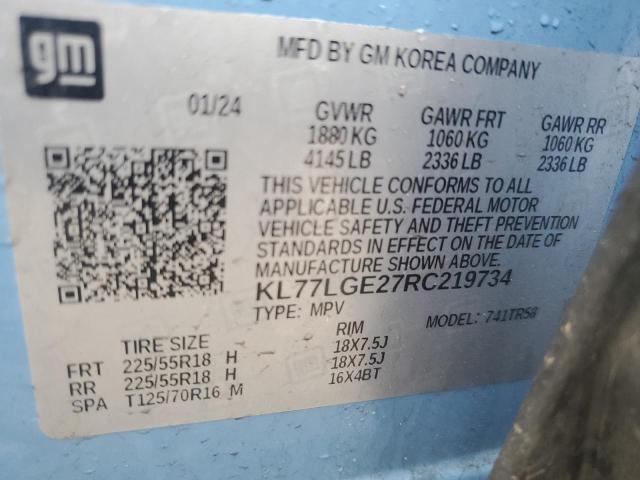 gm
MFD BY GM KOREA COMPANY
01/24 GVWR GAWR FRT GAWR RR
1880 KG 1060 KG 1060 KG
4145 LB 2336 LB 2336 LB
THIS VEHICLE CONFORMS TO ALL
APPLICABLE U.S. FEDERAL MOTOR
VEHICLE SAFETY AND THEFT PREVENTION
STANDARDS IN EFFECT ON THE DATE OF
MANUFACTURE SHOWN ABOVE.
KL77LGE27RC219734
TYPE: MPV MODEL: 741TR58
TIRE SIZE RIM
FRT 225/55R18 H 18X7.5J
RR 225/55R18 H 18X7.5J
SPA T125/70R16 M 16X4BT